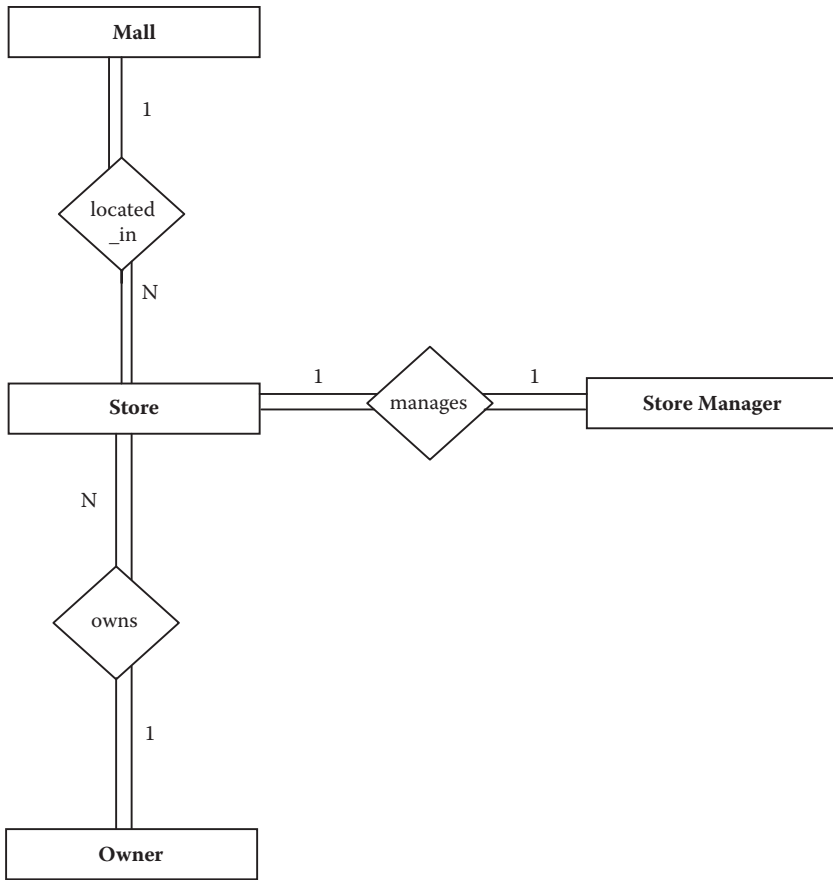 Mall
1
located
_in
N
Store
1
manages
1
Store Manager
N
owns
1
Owner